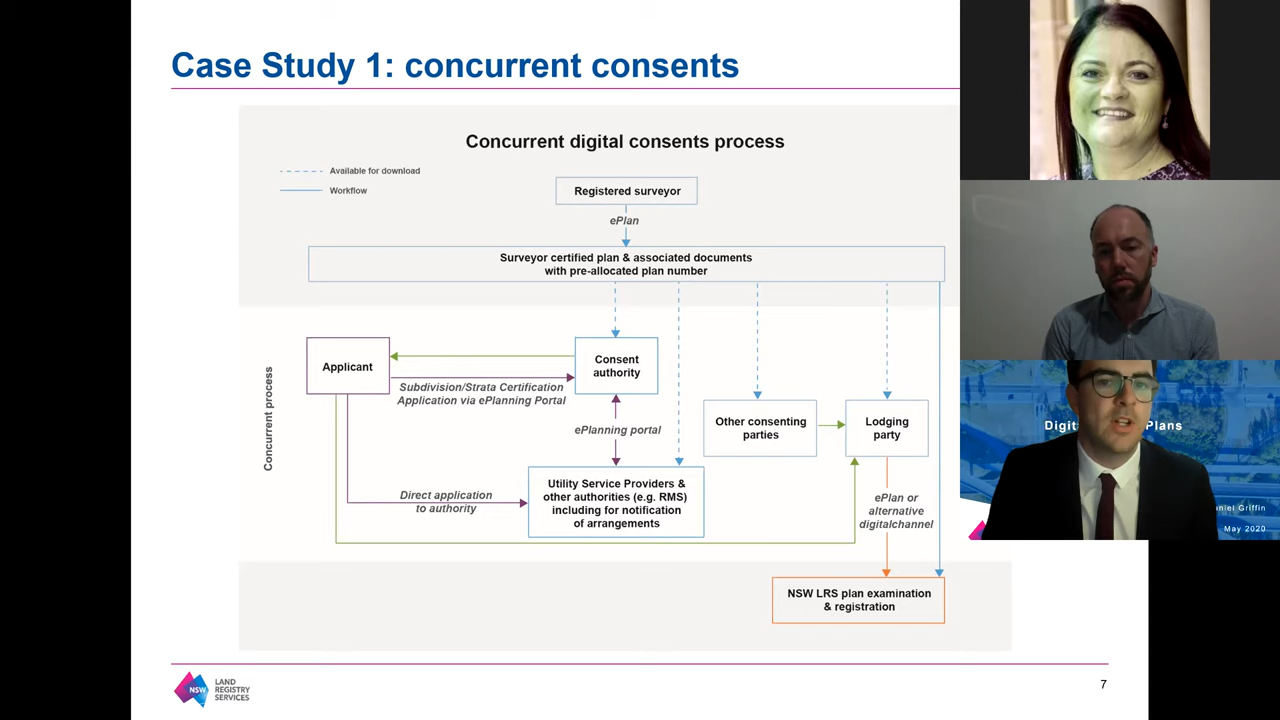 Case Study 1: concurrent consents
Concurrent digital consents process
Available for download
Workflow
Registered surveyor
ePlan
Surveyor certified plan & associated documents
with pre-allocated plan number
Concurrent process
Applicant
Consent
authority
Subdivision/Strata Certification
Application via ePlanning Portal
ePlanning portal
Other consenting
parties
Lodging
party
Utility Service Providers &
other authorities (e.g. RMS)
including for notification
of arrangements
Direct application
to authority
ePlan or
alternative
digitalchannel
NSW LRS plan examination
& registration
NSW
LAND
REGISTRY
SERVICES
7
Plans
Griffin
May 2020